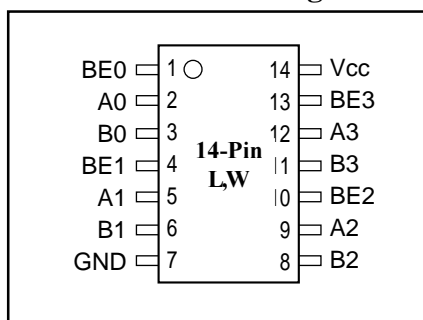 BE0 1 14 Vcc
A0 2 13 BE3
B0 3 12 A3
14-Pin
BE1 4 11 B3
L,W
A1 5 10 BE2
B1 6 9 A2
GND 7 8 B2